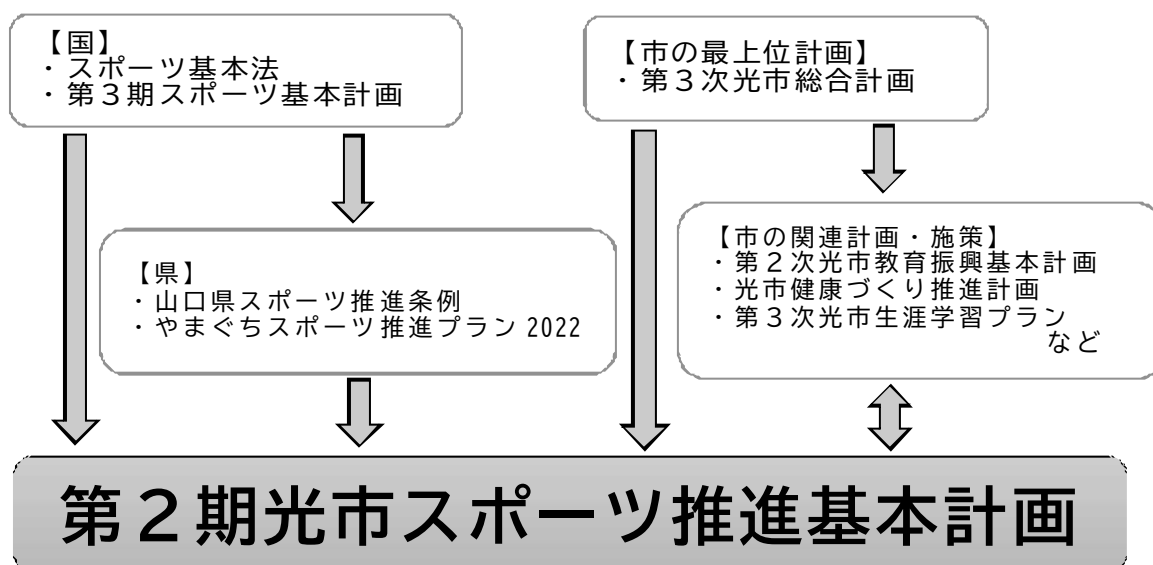 【国】
・スポーツ基本法
・第３期スポーツ基本計画
【市の最上位計画】
・第３次光市総合計画
【県】
・山口県スポーツ推進条例
・やまぐちスポーツ推進プラン 2022
【市の関連計画・施策】
・第２次光市教育振興基本計画
・光市健康づくり推進計画
・第３次光市生涯学習プラン
など
第２期光市スポーツ推進基本計画